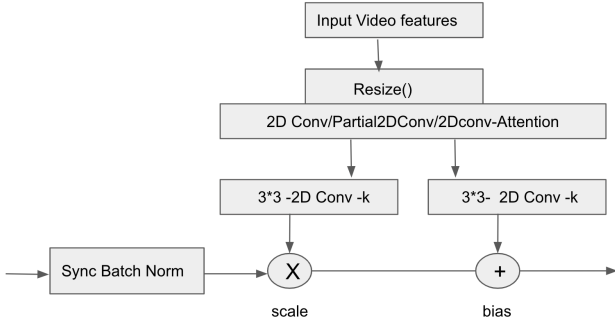 Input Video features
Resize()
2D Conv/Partial2DConv/2Dconv-Attention
3*3 -2D Conv -k
3*3-  2D Conv -k
Sync Batch Norm
X
+
scale
bias